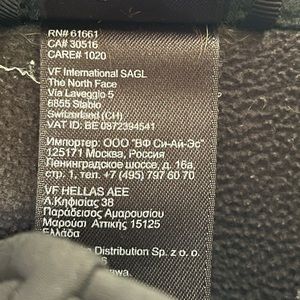 RN# 61661
CA# 30516
CARE# 1020
VF International SAGL
The North Face
Via Laveggio 5
6855 Stabio
Switzerland (CH)
VAT ID: BE 0872394541
Импортер: ООО "ВФ Си-Ай-Эс"
125171 Москва, Россия
Ленинградское шоссе, д.16а,
стр.1 тел: +7 (495) 797 60 70
VF HELLAS AEE
Λ.Κηφισίας 38
Παράδεισος Αμαρουσίου
Μαρούσι Αττικής 15125
Ελλάδα
Distribution Sp. z o.o.